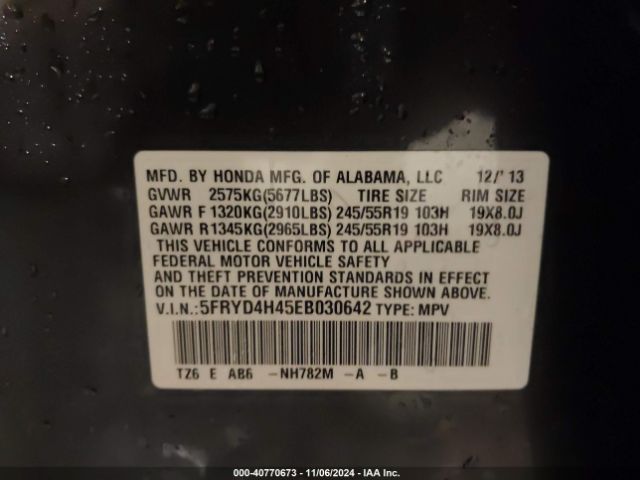 MFD. BY HONDA MFG. OF ALABAMA, LLC 12/'13
GVWR 2575KG(5677LBS) TIRE SIZE RIM SIZE
GAWR F 1320KG(2910LBS) 245/55R19 103H 19X8.0J
GAWR R1345KG(2965LBS) 245/55R19 103H 19X8.0J
THIS VEHICLE CONFORMS TO ALL APPLICABLE
FEDERAL MOTOR VEHICLE SAFETY
AND THEFT PREVENTION STANDARDS IN EFFECT
ON THE DATE OF MANUFACTURE SHOWN ABOVE.
V.I.N.:5FRYD4H45EB030642 TYPE: MPV
TZ6 E AB6 -NH782M -A -B
000-40770673 - 11/06/2024 - IAA Inc.